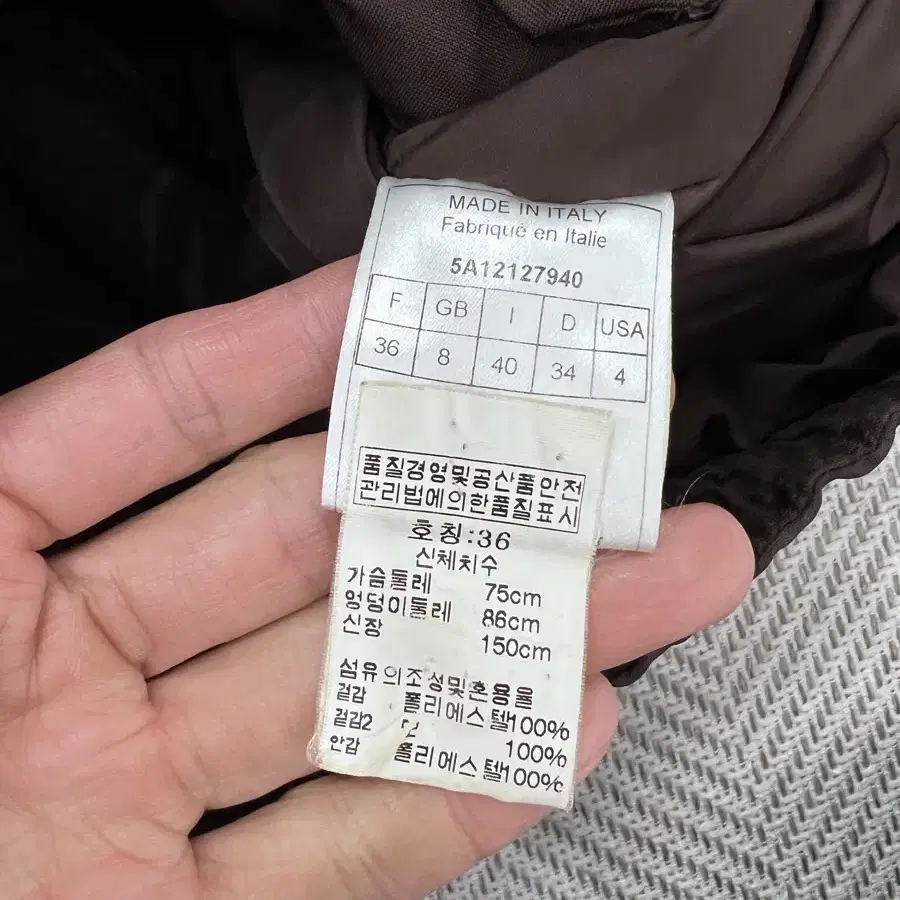 MADE IN ITALY
Fabriqué en Italie
5A12127940
F GB I D USA
36 8 40 34 4
품질경영및공산품안전
관리법에의한품질표시
호칭:36
신체치수
가슴둘레 75cm
엉덩이둘레 86cm
신장 150cm
섬유의조성및혼용율
겉감 폴리에스텔100%
겉감2 면 100%
안감 폴리에스텔100%